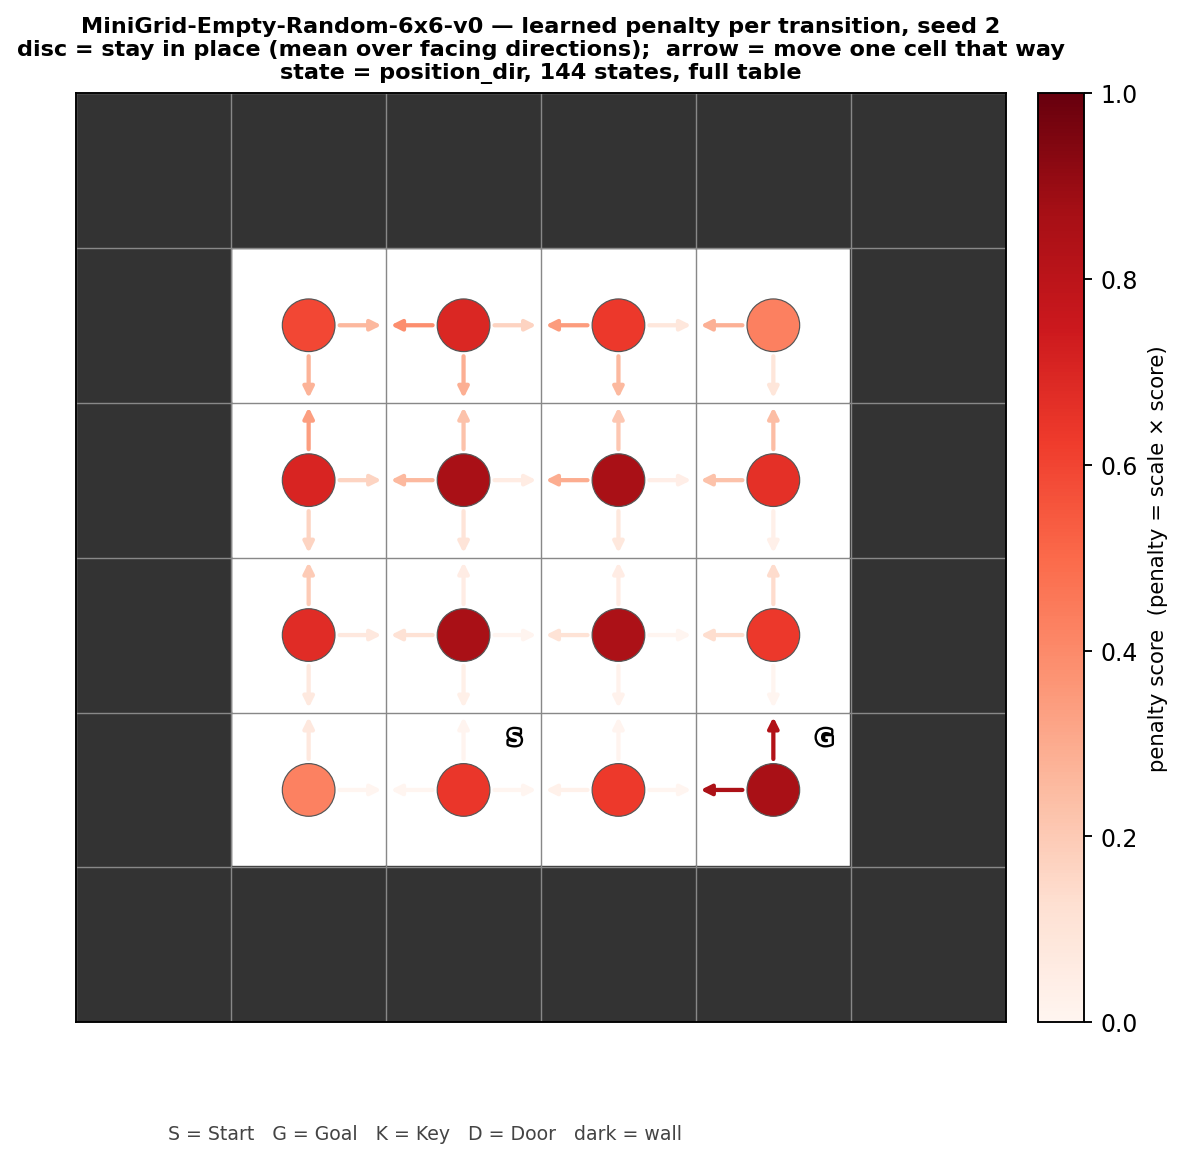 MiniGrid-Empty-Random-6x6-v0 — learned penalty per transition, seed 2
disc = stay in place (mean over facing directions);  arrow = move one cell that way
state = position_dir, 144 states, full table
1.0
0.8
0.6
0.4
0.2
0.0
penalty score  (penalty = scale × score)
S
G
S = Start   G = Goal   K = Key   D = Door   dark = wall